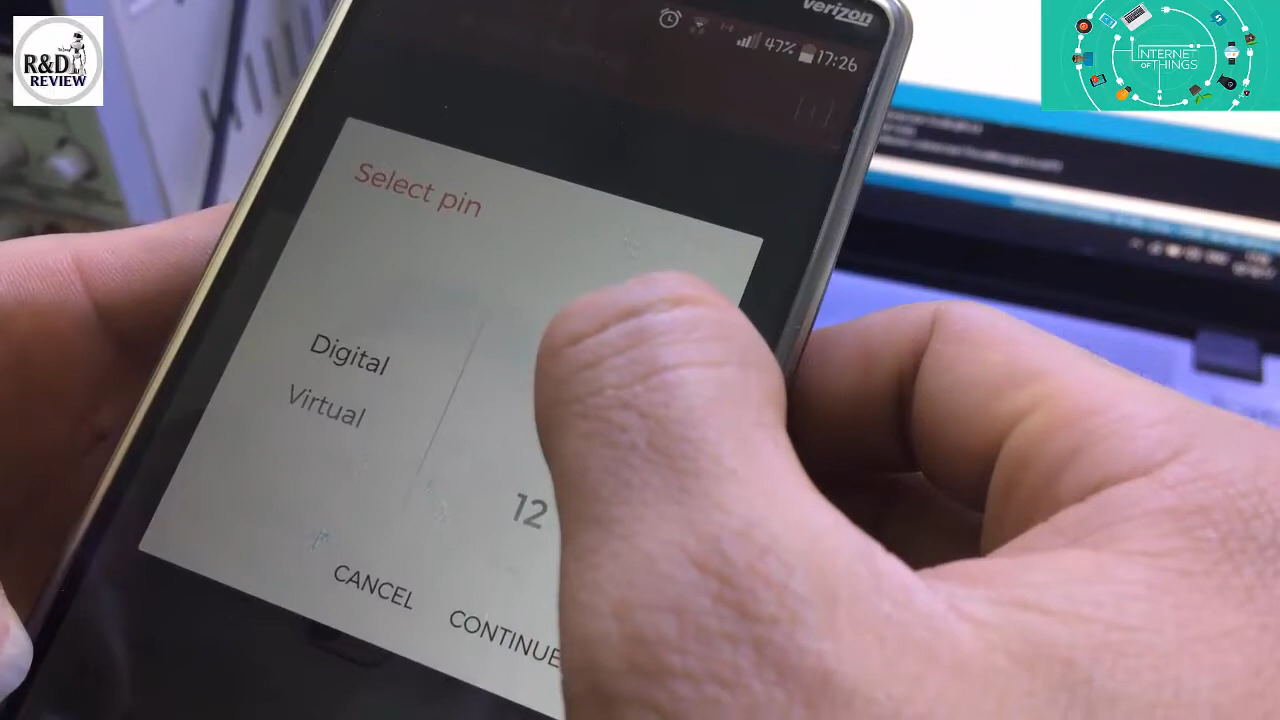 R&D
REVIEW
verizon
47% 17:26
INTERNET
OF THINGS
Select pin
Digital
Virtual
12
CANCEL
CONTINUE